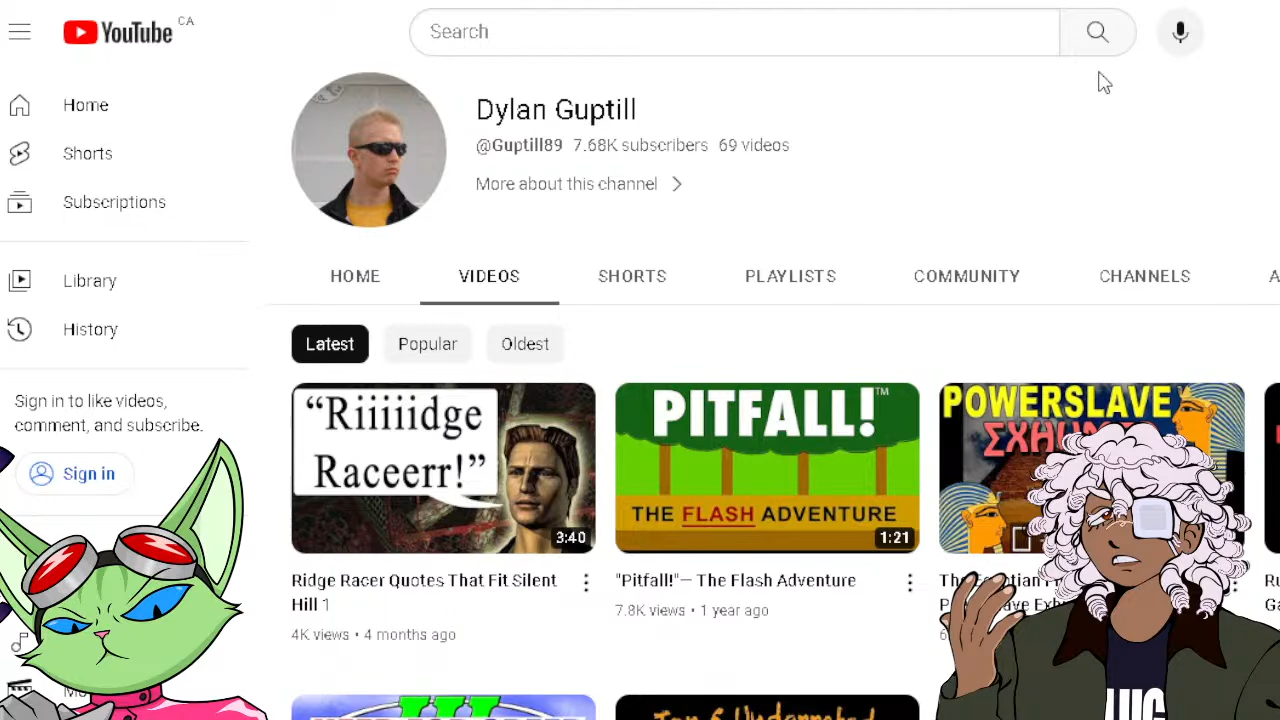 YouTube CA
Search
Home
Shorts
Subscriptions
Library
History
Sign in to like videos,
comment, and subscribe.
Sign in
Dylan Guptill
@Guptill89 7.68K subscribers 69 videos
More about this channel
HOME VIDEOS SHORTS PLAYLISTS COMMUNITY CHANNELS
Latest Popular Oldest
“Riiiiidge
Raceerr!”
3:40
Ridge Racer Quotes That Fit Silent
Hill 1
4K views • 4 months ago
PITFALL!™
THE FLASH ADVENTURE
1:21
"Pitfall!"— The Flash Adventure
7.8K views • 1 year ago
POWERSLAVE